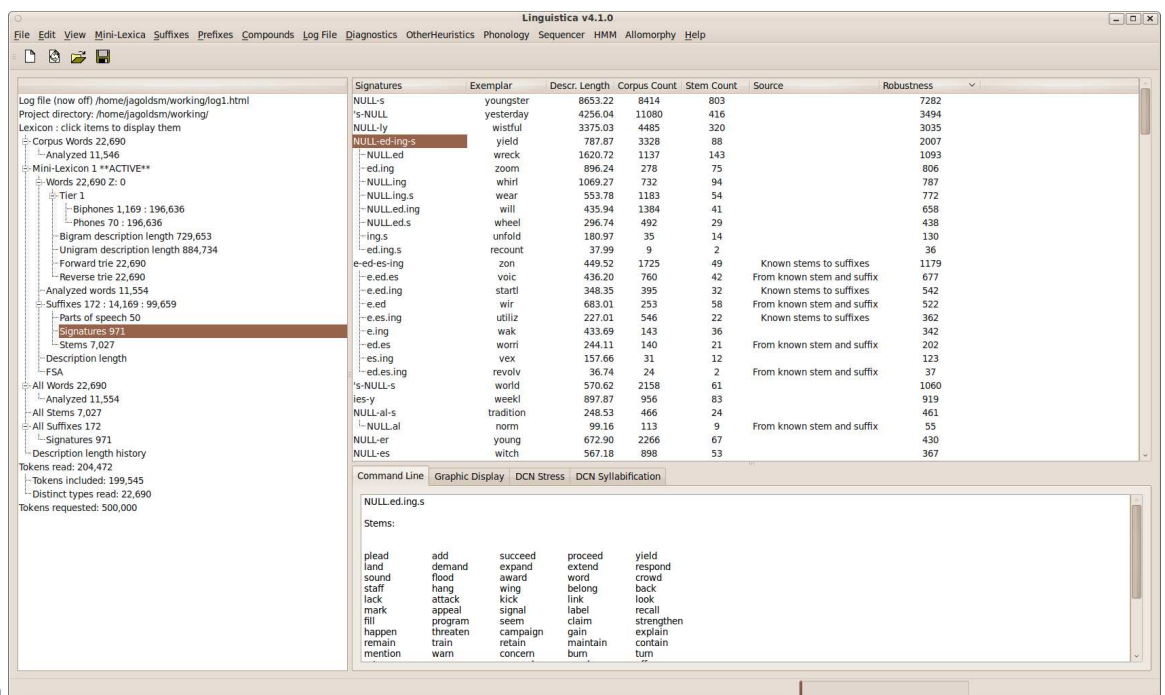 Linguistica v4.1.0
File Edit View Mini-Lexica Suffixes Prefixes Compounds Log File Diagnostics OtherHeuristics Phonology Sequencer HMM Allomorphy Help
Log file (now off) /home/jagoldsm/working/log1.html
Project directory: /home/jagoldsm/working/
Lexicon : click items to display them
Corpus Words 22,690
Analyzed 11,546
Mini-Lexicon 1 **ACTIVE**
Words 22,690 Z: 0
Tier 1
Biphones 1,169 : 196,636
Phones 70 : 196,636
Bigram description length 729,653
Unigram description length 884,734
Forward trie 22,690
Reverse trie 22,690
Analyzed words 11,554
Suffixes 172 : 14,169 : 99,659
Parts of speech 50
Signatures 971
Stems 7,027
Description length
FSA
All Words 22,690
Analyzed 11,554
All Stems 7,027
All Suffixes 172
Signatures 971
Description length history
Tokens read: 204,472
Tokens included: 199,545
Distinct types read: 22,690
Tokens requested: 500,000
Signatures Exemplar Descr. Length Corpus Count Stem Count Source Robustness
NULL-s youngster 8653.22 8414 803 7282
's-NULL yesterday 4256.04 11080 416 3494
NULL-ly wistful 3375.03 4485 320 3035
NULL-ed-ing-s yield 787.87 3328 88 2007
NULL.ed wreck 1620.72 1137 143 1093
ed.ing zoom 896.24 278 75 806
NULL.ing whirl 1069.27 732 94 787
NULL.ing.s wear 553.78 1183 54 772
NULL.ed.ing will 435.94 1384 41 658
NULL.ed.s wheel 296.74 492 29 438
ing.s unfold 180.97 35 14 130
ed.ing.s recount 37.99 9 2 36
e-ed-es-ing zon 449.52 1725 49 Known stems to suffixes 1179
e.ed.es voic 436.20 760 42 From known stem and suffix 677
e.ed.ing startl 348.35 395 32 Known stems to suffixes 542
e.ed wir 683.01 253 58 From known stem and suffix 522
e.es.ing utiliz 227.01 546 22 Known stems to suffixes 362
e.ing wak 433.69 143 36 342
ed.es worri 244.11 140 21 From known stem and suffix 202
es.ing vex 157.66 31 12 123
ed.es.ing revolv 36.74 24 2 From known stem and suffix 37
's-NULL-s world 570.62 2158 61 1060
ies-y weekl 897.87 956 83 919
NULL-al-s tradition 248.53 466 24 461
NULL.al norm 99.16 113 9 From known stem and suffix 55
NULL-er young 672.90 2266 67 430
NULL-es witch 567.18 898 53 367
Command Line Graphic Display DCN Stress DCN Syllabification
NULL.ed.ing.s
Stems:
plead add succeed proceed yield
land demand expand extend respond
sound flood award word crowd
staff hang wing belong back
lack attack kick link look
mark appeal signal label recall
fill program seem claim strengthen
happen threaten campaign gain explain
remain train retain maintain contain
mention warn concern burn turn